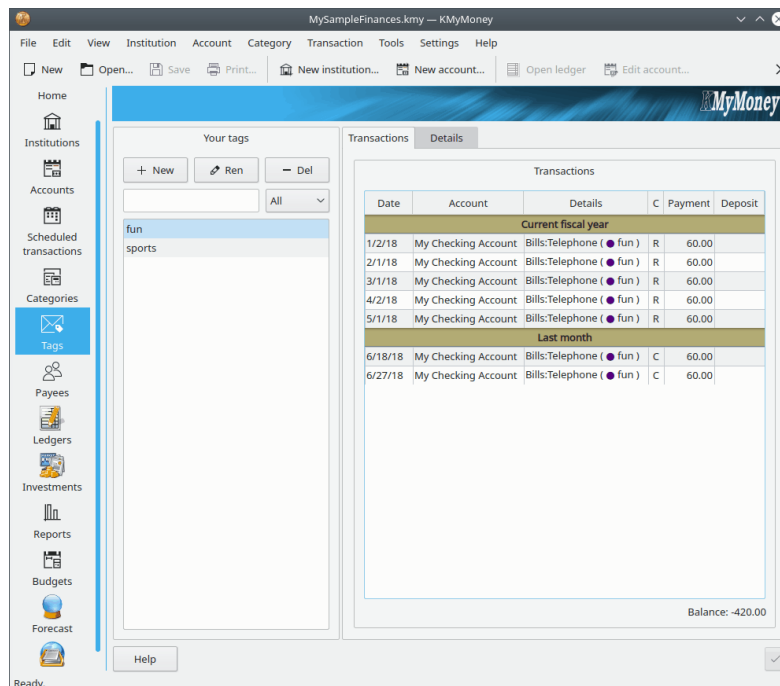 MySampleFinances.kmy — KMyMoney
File Edit View Institution Account Category Transaction Tools Settings Help
New Open... Save Print... New institution... New account... Open ledger Edit account...
Home
Institutions
Accounts
Scheduled
transactions
Categories
Tags
Payees
Ledgers
Investments
Reports
Budgets
Forecast
KMyMoney
Your tags
+ New Ren − Del
All
fun
sports
Transactions Details
Transactions
Date Account Details C Payment Deposit
Current fiscal year
1/2/18 My Checking Account Bills:Telephone ( ● fun ) R 60.00
2/1/18 My Checking Account Bills:Telephone ( ● fun ) R 60.00
3/1/18 My Checking Account Bills:Telephone ( ● fun ) R 60.00
4/2/18 My Checking Account Bills:Telephone ( ● fun ) R 60.00
5/1/18 My Checking Account Bills:Telephone ( ● fun ) R 60.00
Last month
6/18/18 My Checking Account Bills:Telephone ( ● fun ) C 60.00
6/27/18 My Checking Account Bills:Telephone ( ● fun ) C 60.00
Balance: -420.00
Help
Ready.